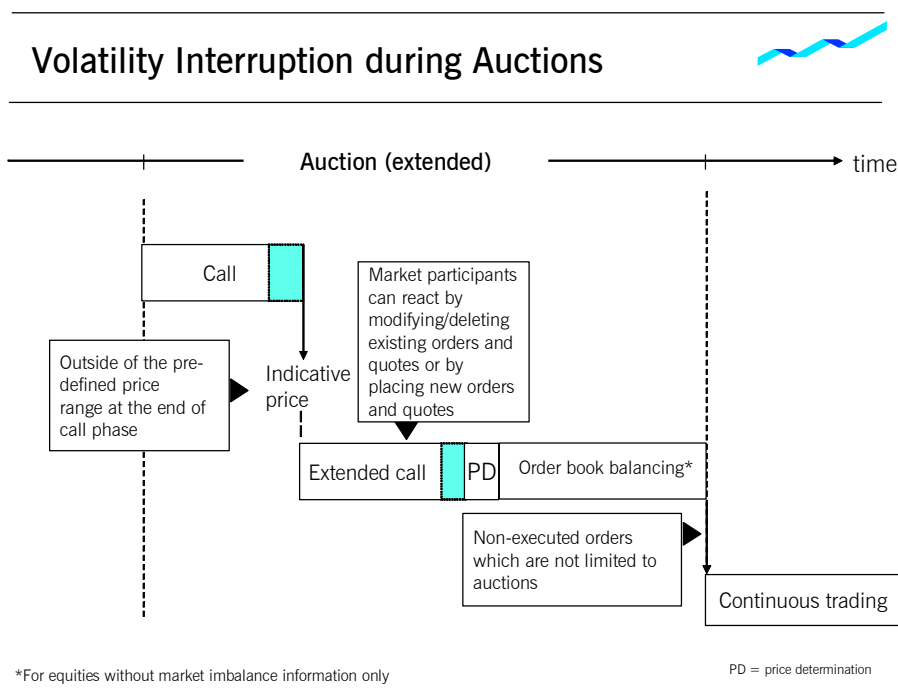 Volatility Interruption during Auctions
Auction (extended)
time
Call
Market participants
can react by
modifying/deleting
existing orders and
quotes or by
placing new orders
and quotes
Outside of the pre-
defined price
range at the end of
call phase
Indicative
price
Extended call
PD
Order book balancing*
Non-executed orders
which are not limited to
auctions
Continuous trading
*For equities without market imbalance information only
PD = price determination